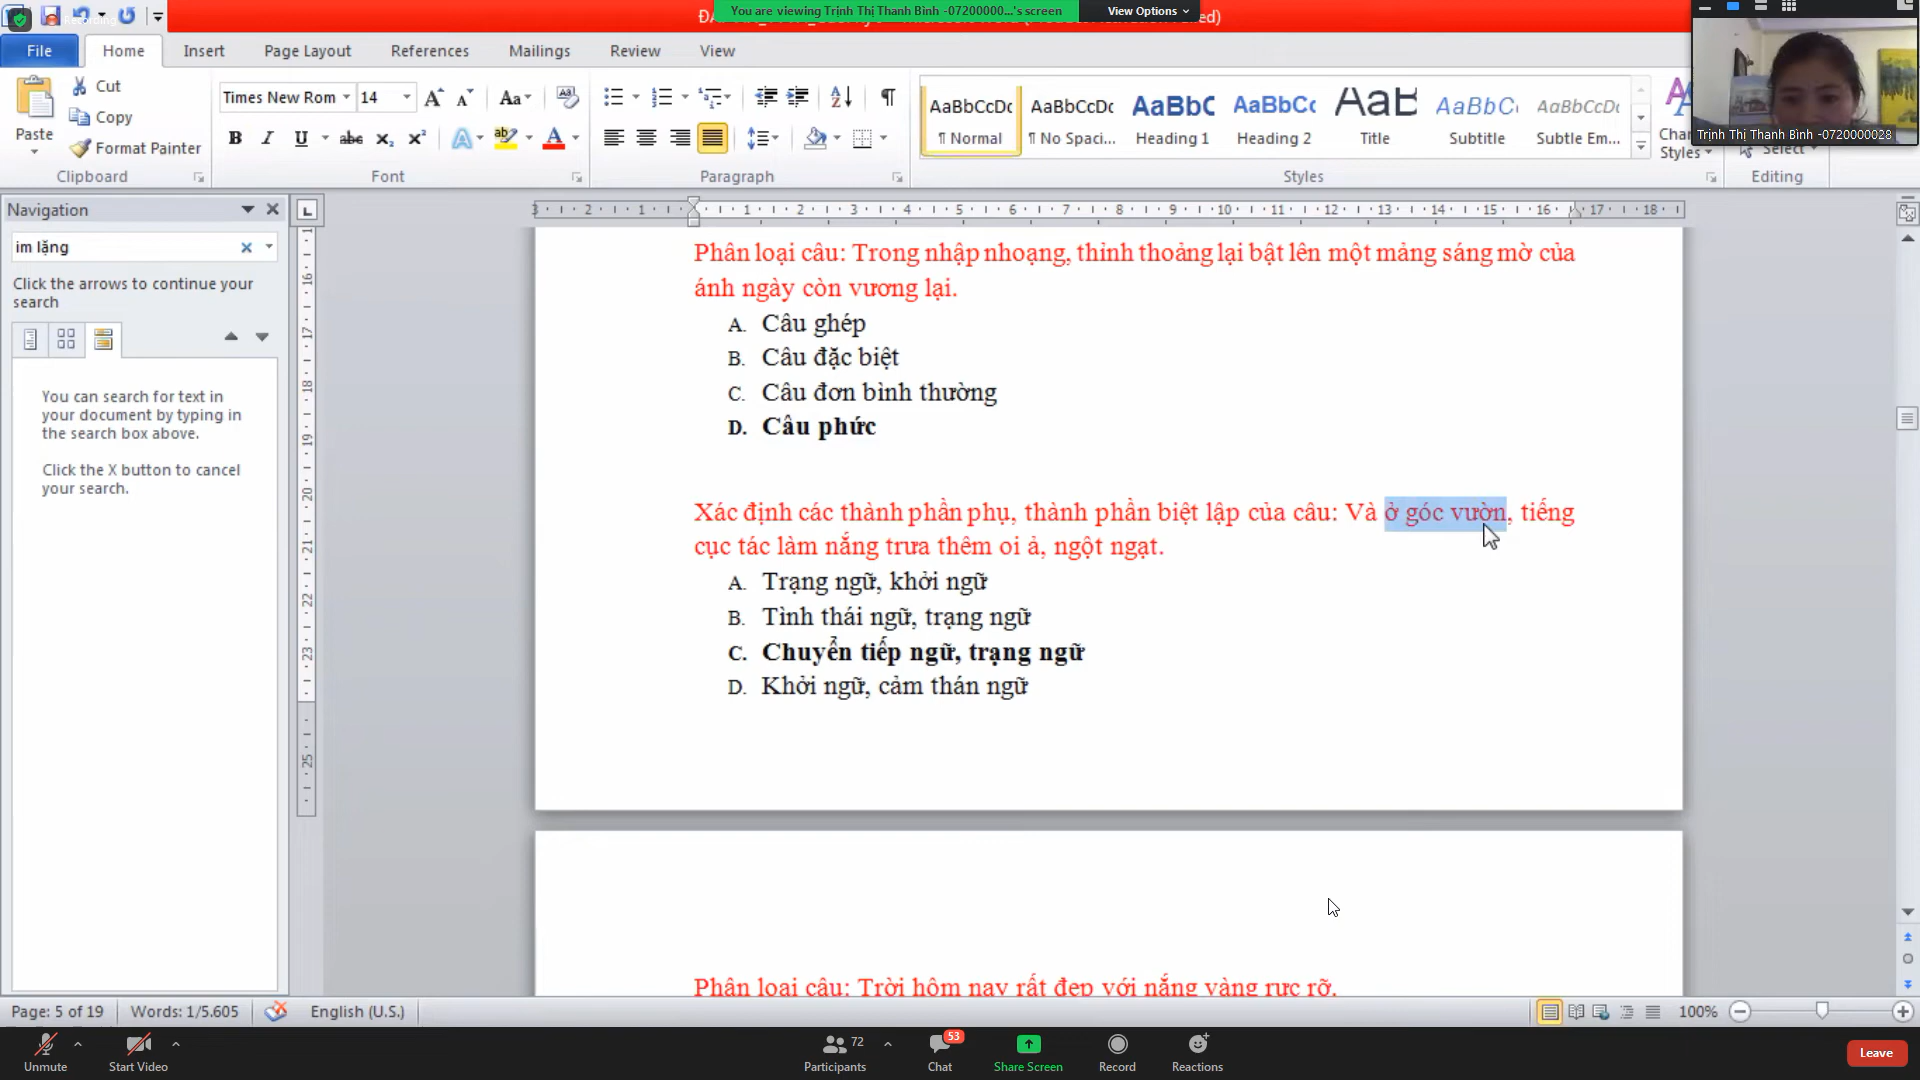 You are viewing Trịnh Thị Thanh Bình -07200000...'s screen
View Options
Recording
File
Home
Insert
Page Layout
References
Mailings
Review
View
Paste
Cut
Copy
Format Painter
Clipboard
Times New Rom
14
Font
Paragraph
AaBbCcDc
¶ Normal
AaBbCcDc
¶ No Spaci...
AaBbC
Heading 1
AaBbCc
Heading 2
AaB
Title
AaBbC
Subtitle
AaBbCcDc
Subtle Em...
Styles
Styles
Select
Editing
Trịnh Thị Thanh Bình -0720000028
Navigation
im lặng
Click the arrows to continue your
search
You can search for text in
your document by typing in
the search box above.
Click the X button to cancel
your search.
Phân loại câu: Trong nhập nhoạng, thỉnh thoảng lại bật lên một mảng sáng mờ của
ánh ngày còn vương lại.
A. Câu ghép
B. Câu đặc biệt
C. Câu đơn bình thường
D. Câu phức
Xác định các thành phần phụ, thành phần biệt lập của câu: Và ở góc vườn, tiếng
cục tác làm nắng trưa thêm oi ả, ngột ngạt.
A. Trạng ngữ, khởi ngữ
B. Tình thái ngữ, trạng ngữ
C. Chuyển tiếp ngữ, trạng ngữ
D. Khởi ngữ, cảm thán ngữ
Phân loại câu: Trời hôm nay rất đẹp với nắng vàng rực rỡ.
Page: 5 of 19
Words: 1/5.605
English (U.S.)
100%
Unmute
Start Video
72
Participants
53
Chat
Share Screen
Record
Reactions
Leave